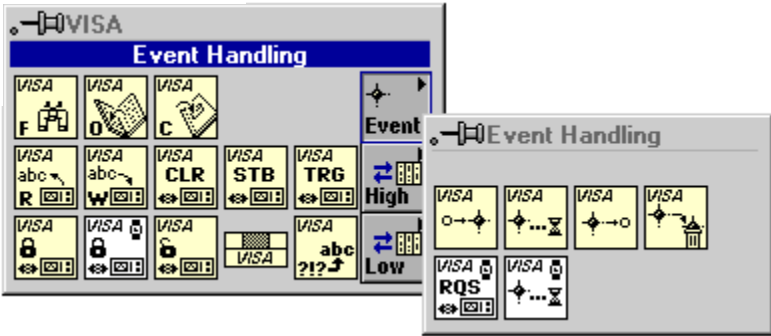 VISA
Event Handling
VISA VISA VISA
F O C
Event
VISA VISA VISA VISA VISA
abc abc CLR STB TRG
R W
High
VISA VISA VISA VISA
VISA abc
?!?
Low
Event Handling
VISA VISA VISA VISA
VISA VISA
RQS